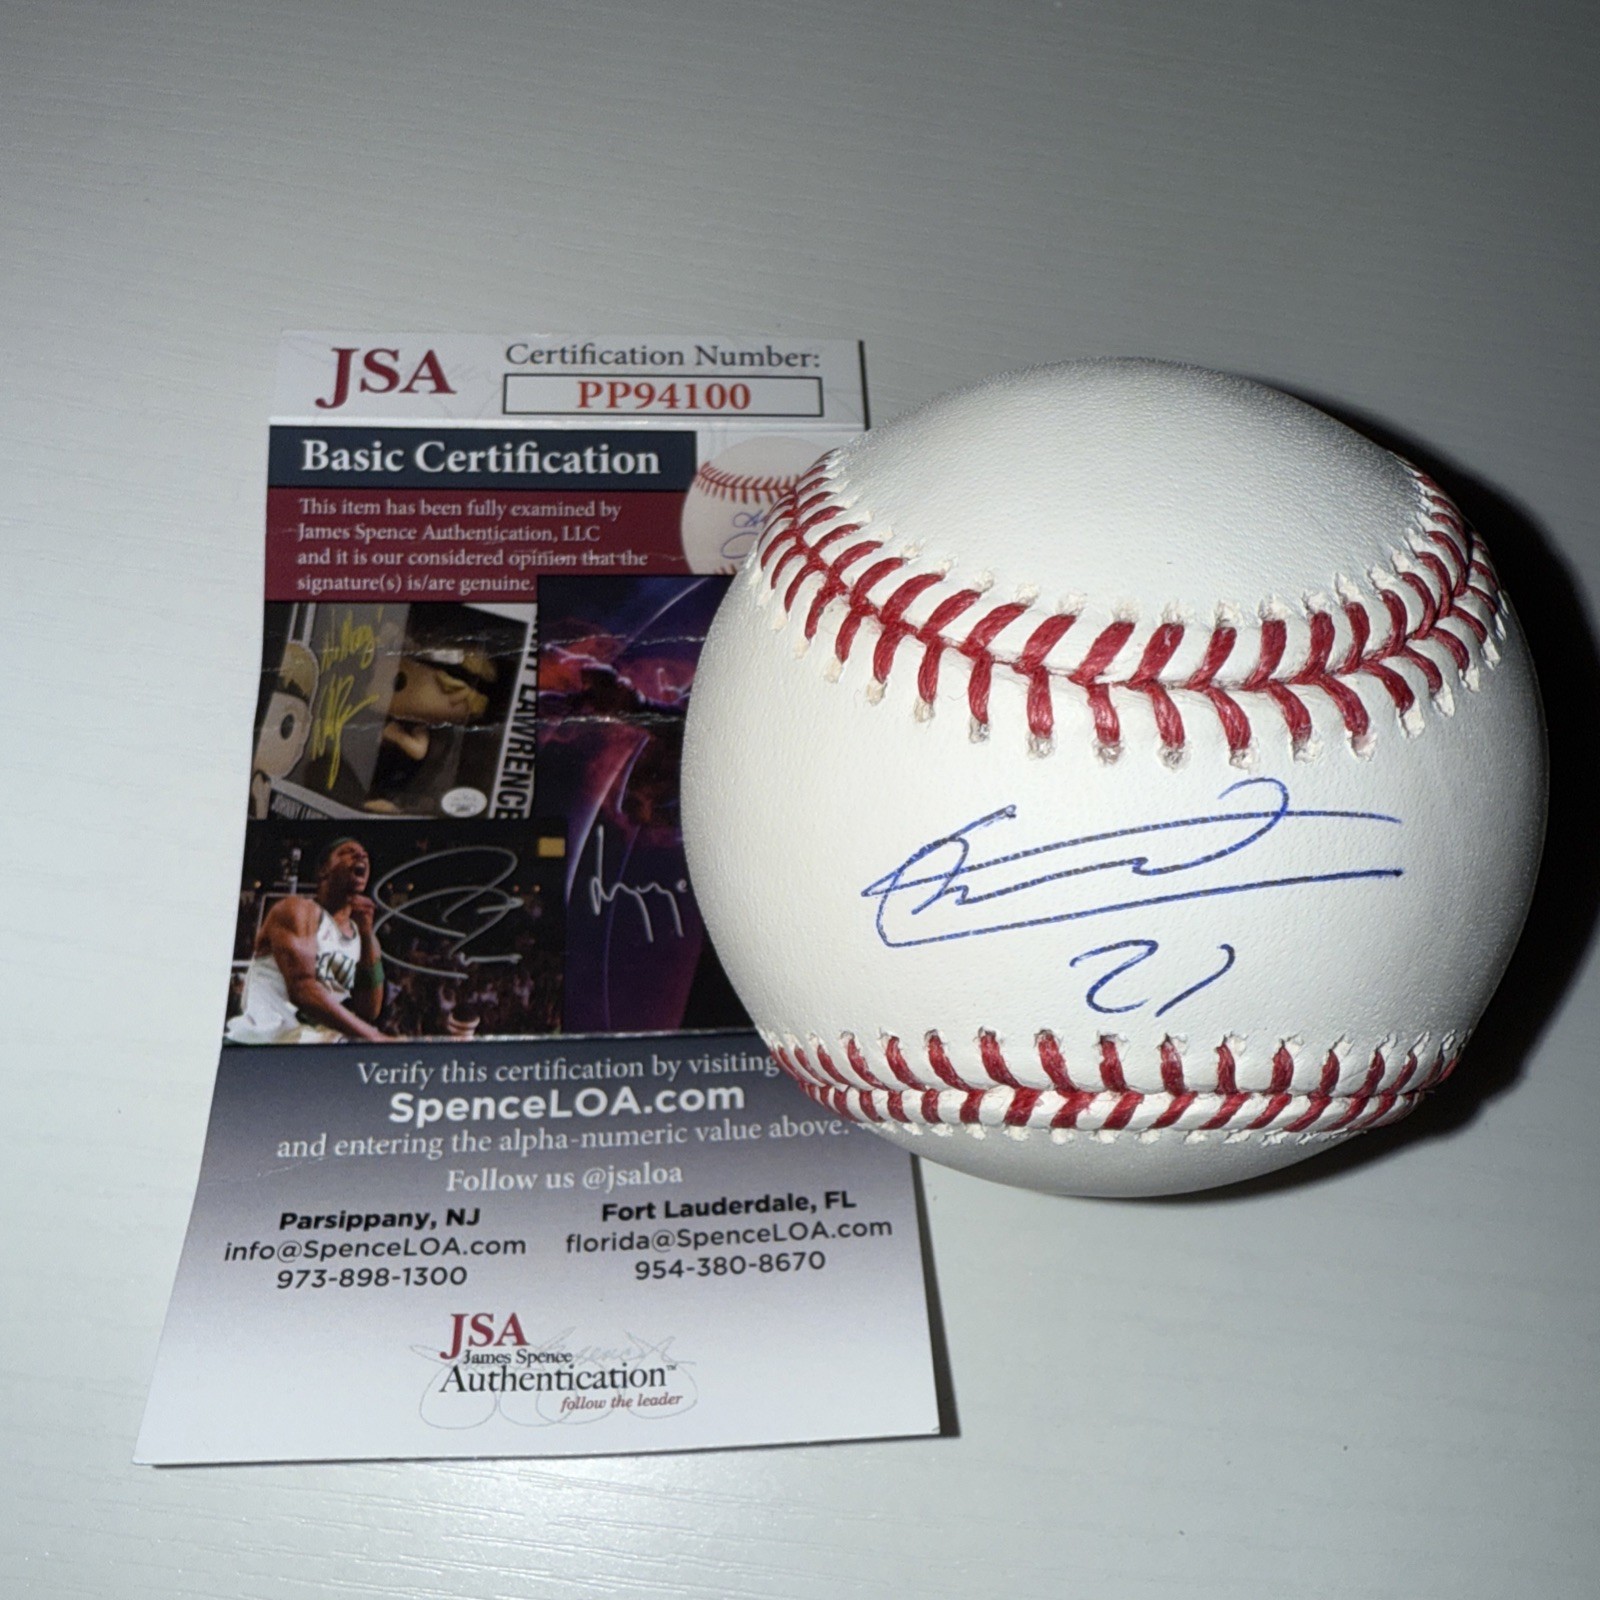 JSA
Certification Number:
PP94100
Basic Certification
This item has been fully examined by
James Spence Authentication, LLC
and it is our considered opinion that the
signature(s) is/are genuine.
LAWRENCE
Verify this certification by visiting
SpenceLOA.com
and entering the alpha-numeric value above.
Follow us @jsaloa
Parsippany, NJ
info@SpenceLOA.com
973-898-1300
Fort Lauderdale, FL
florida@SpenceLOA.com
954-380-8670
JSA
James Spence
Authentication™
follow the leader
27